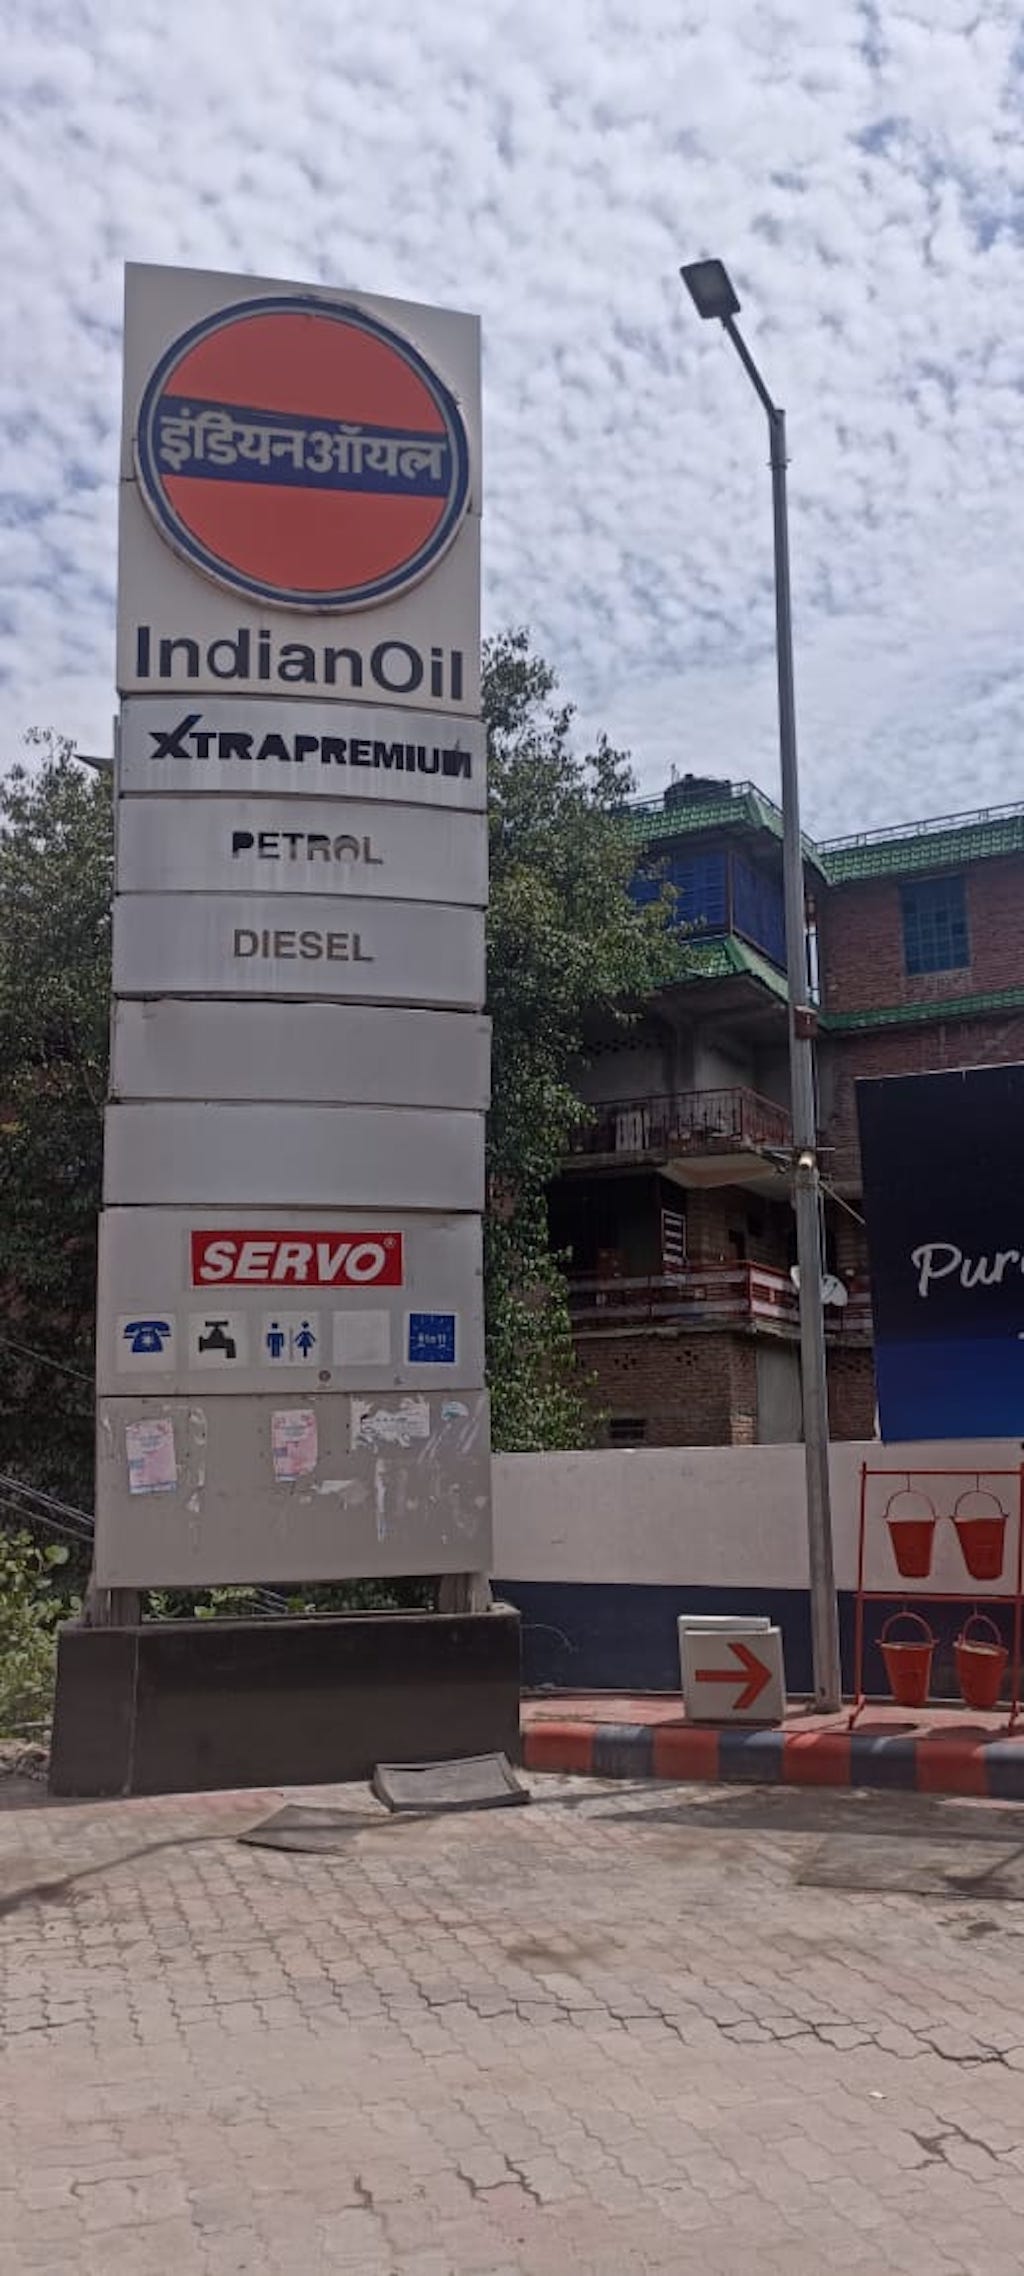 इंडियनऑयल
IndianOil
XTRAPREMIUM
PETROL
DIESEL
SERVO®
Pur